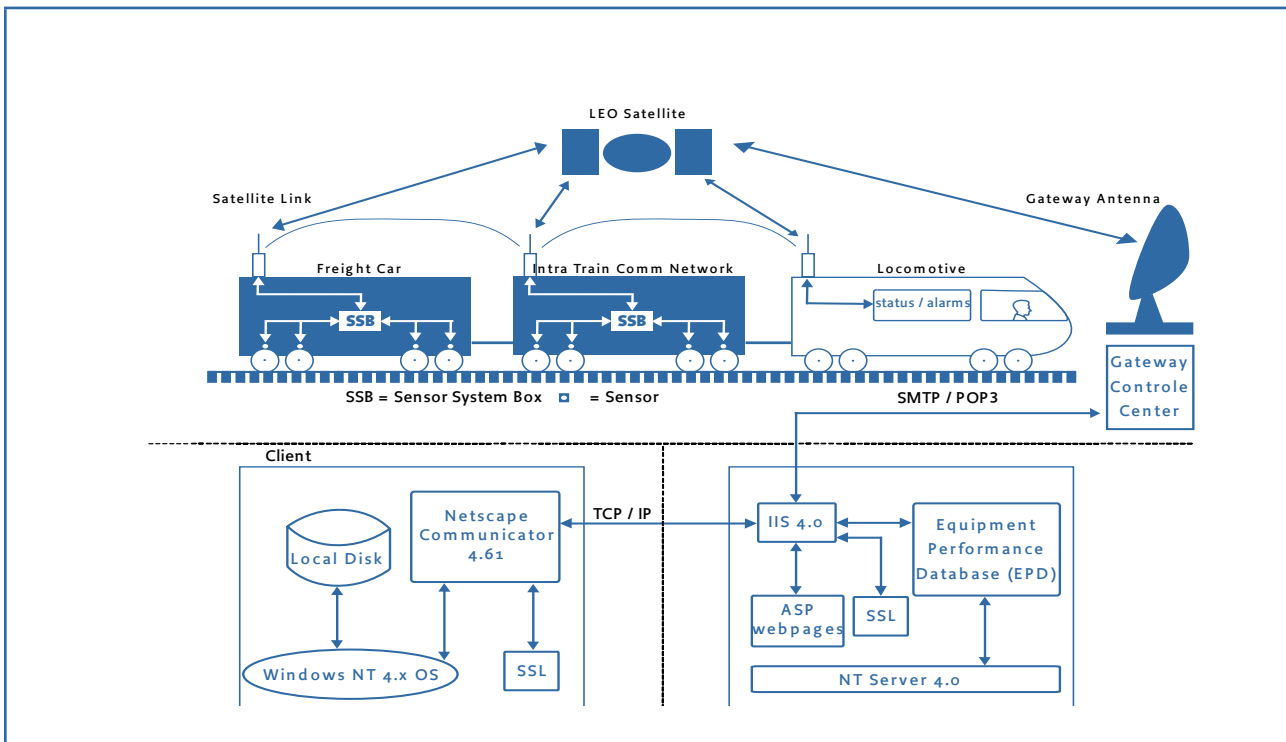 LEO Satellite
Satellite Link
Gateway Antenna
Freight Car
Intra Train Comm Network
Locomotive
status / alarms
SSB
SSB
Gateway
Controle
Center
SSB = Sensor System Box
= Sensor
SMTP / POP3
Client
Netscape
Communicator
4.61
Local Disk
TCP / IP
IIS 4.0
Equipment
Performance
Database (EPD)
ASP
webpages
SSL
Windows NT 4.x OS
SSL
NT Server 4.0